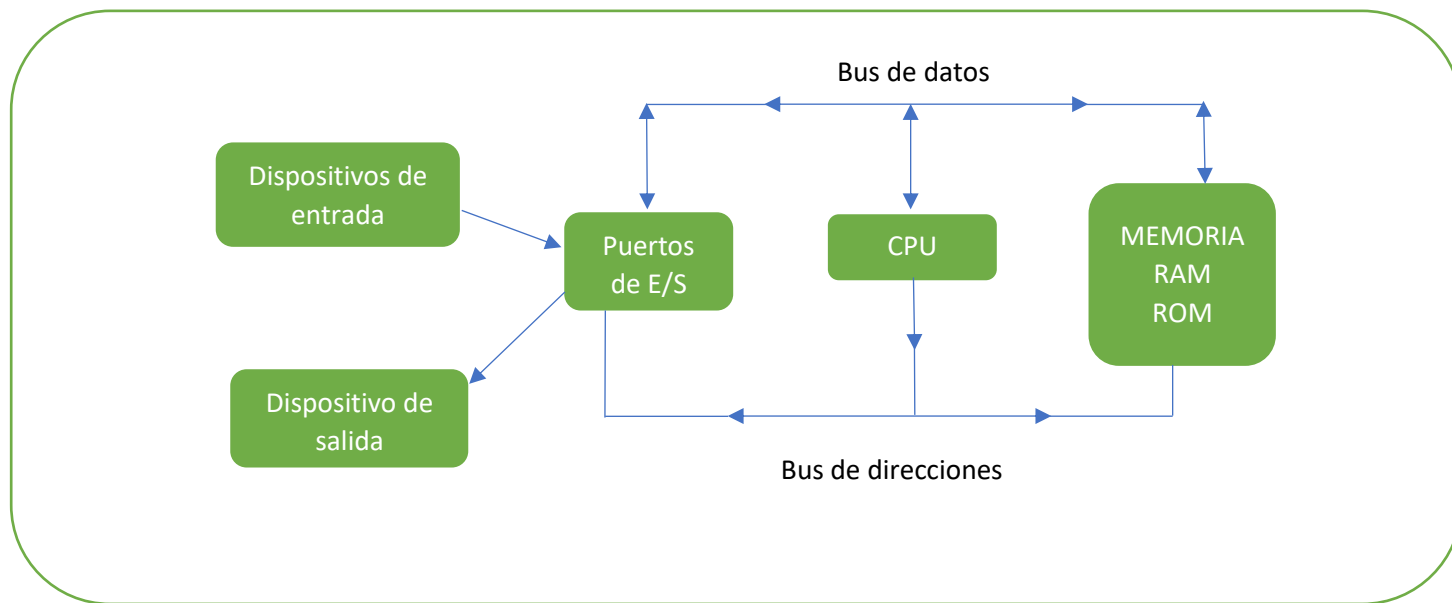 Bus de datos
Dispositivos de
entrada
Puertos
de E/S
CPU
MEMORIA
RAM
ROM
Dispositivo de
salida
Bus de direcciones